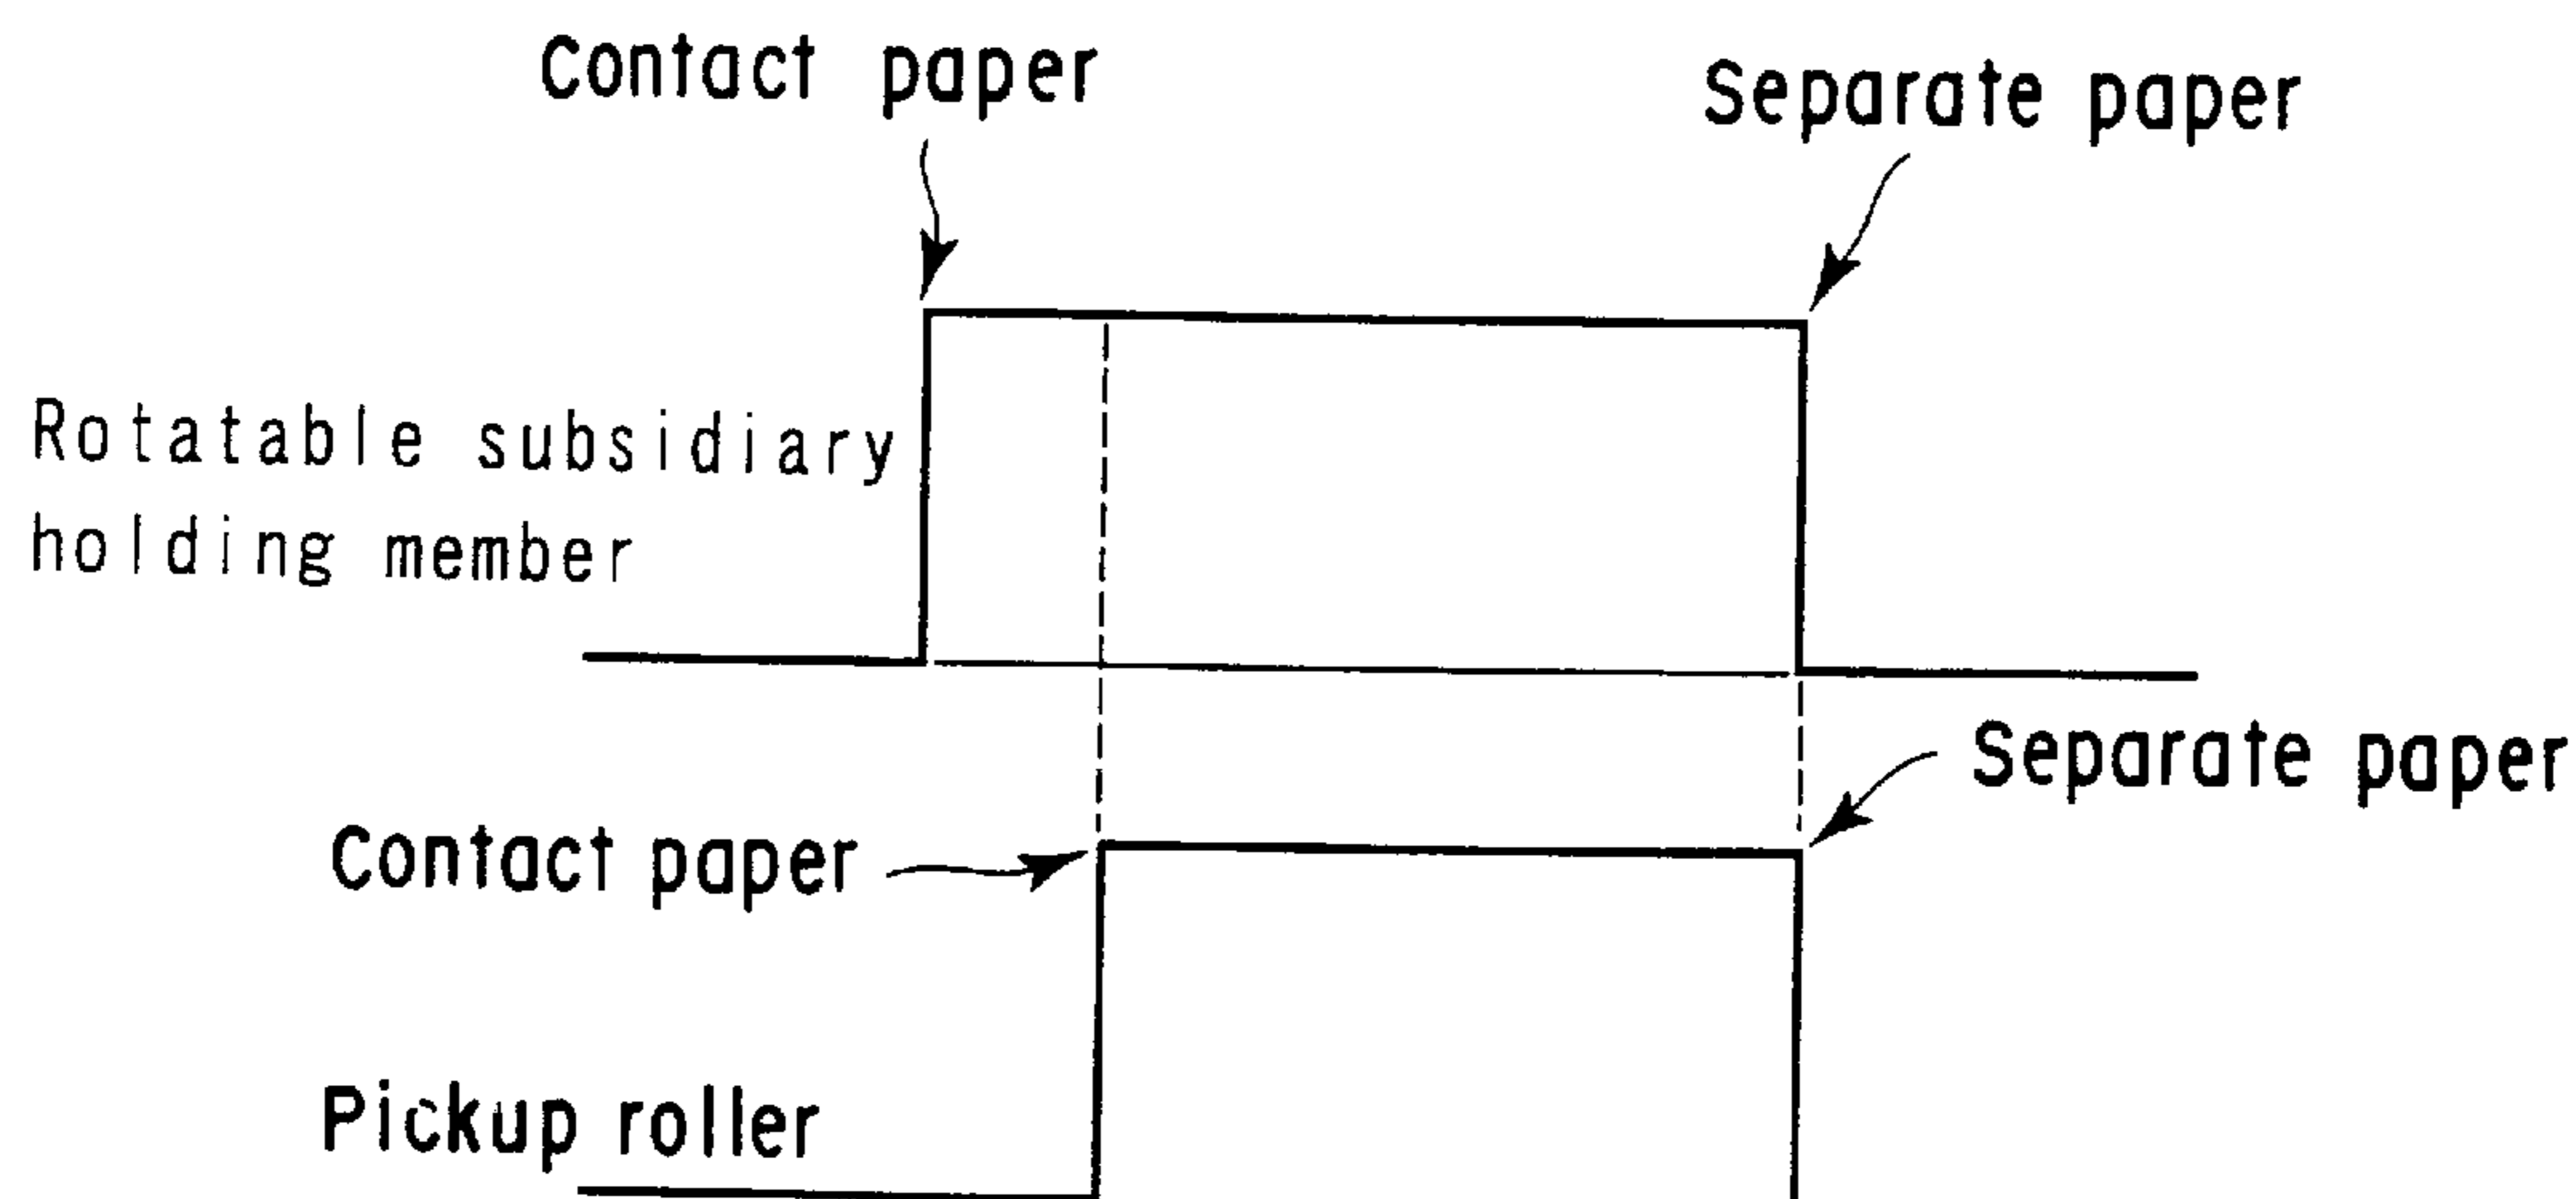 Contact paper
Separate paper
Rotatable subsidiary
holding member
Separate paper
Contact paper
Pickup roller